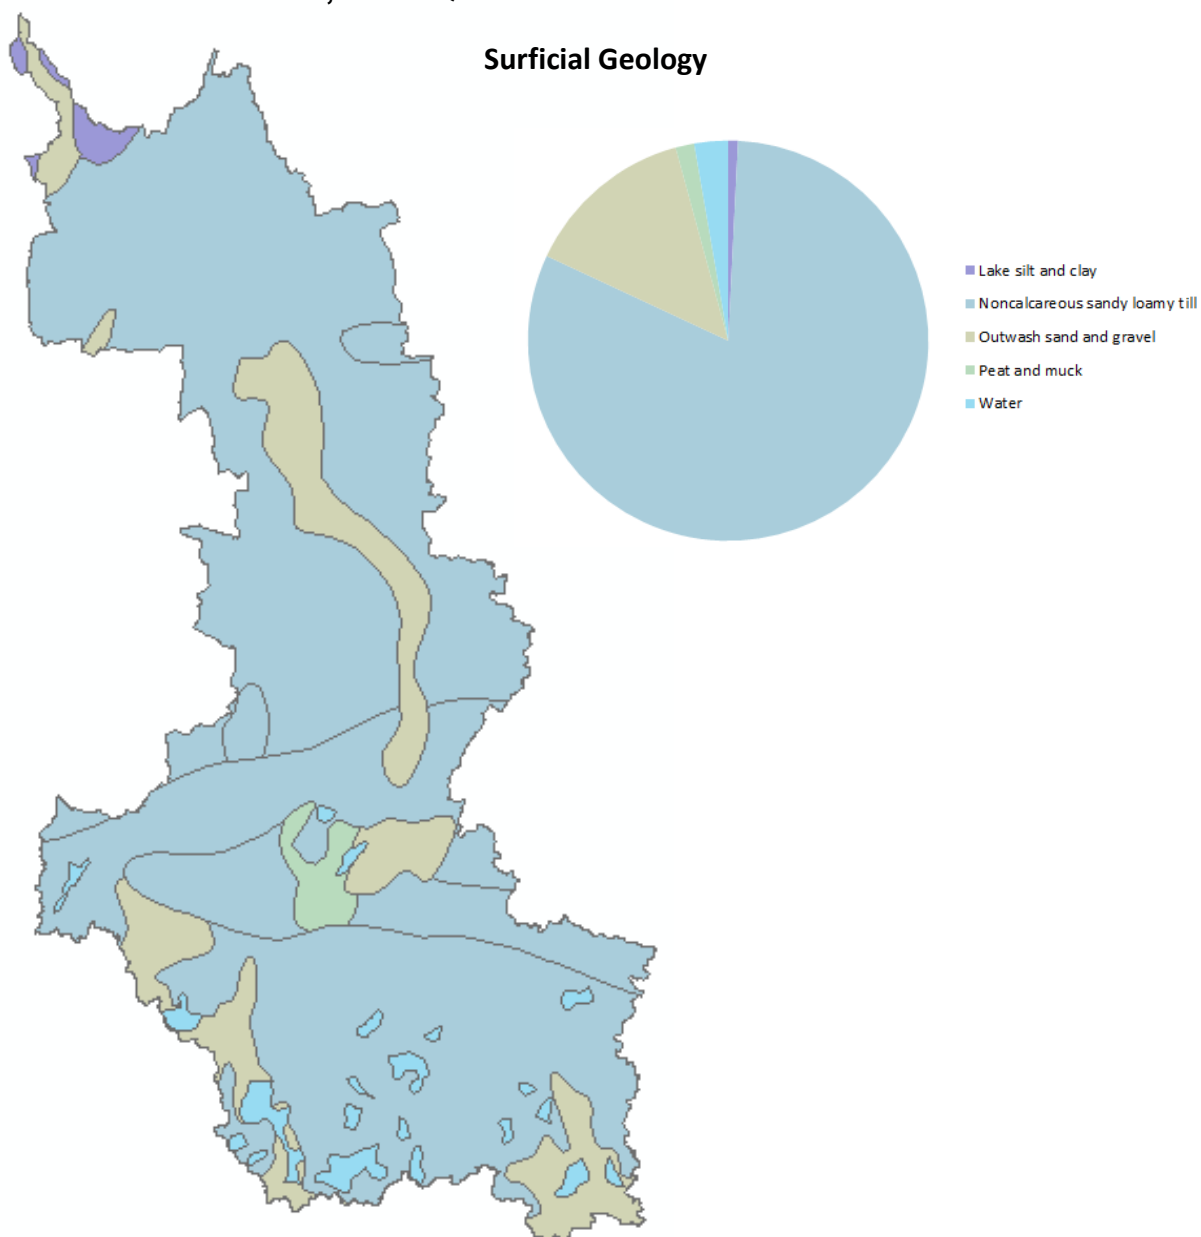 Surficial Geology
Lake silt and clay
Noncalcareous sandy loamy till
Outwash sand and gravel
Peat and muck
Water